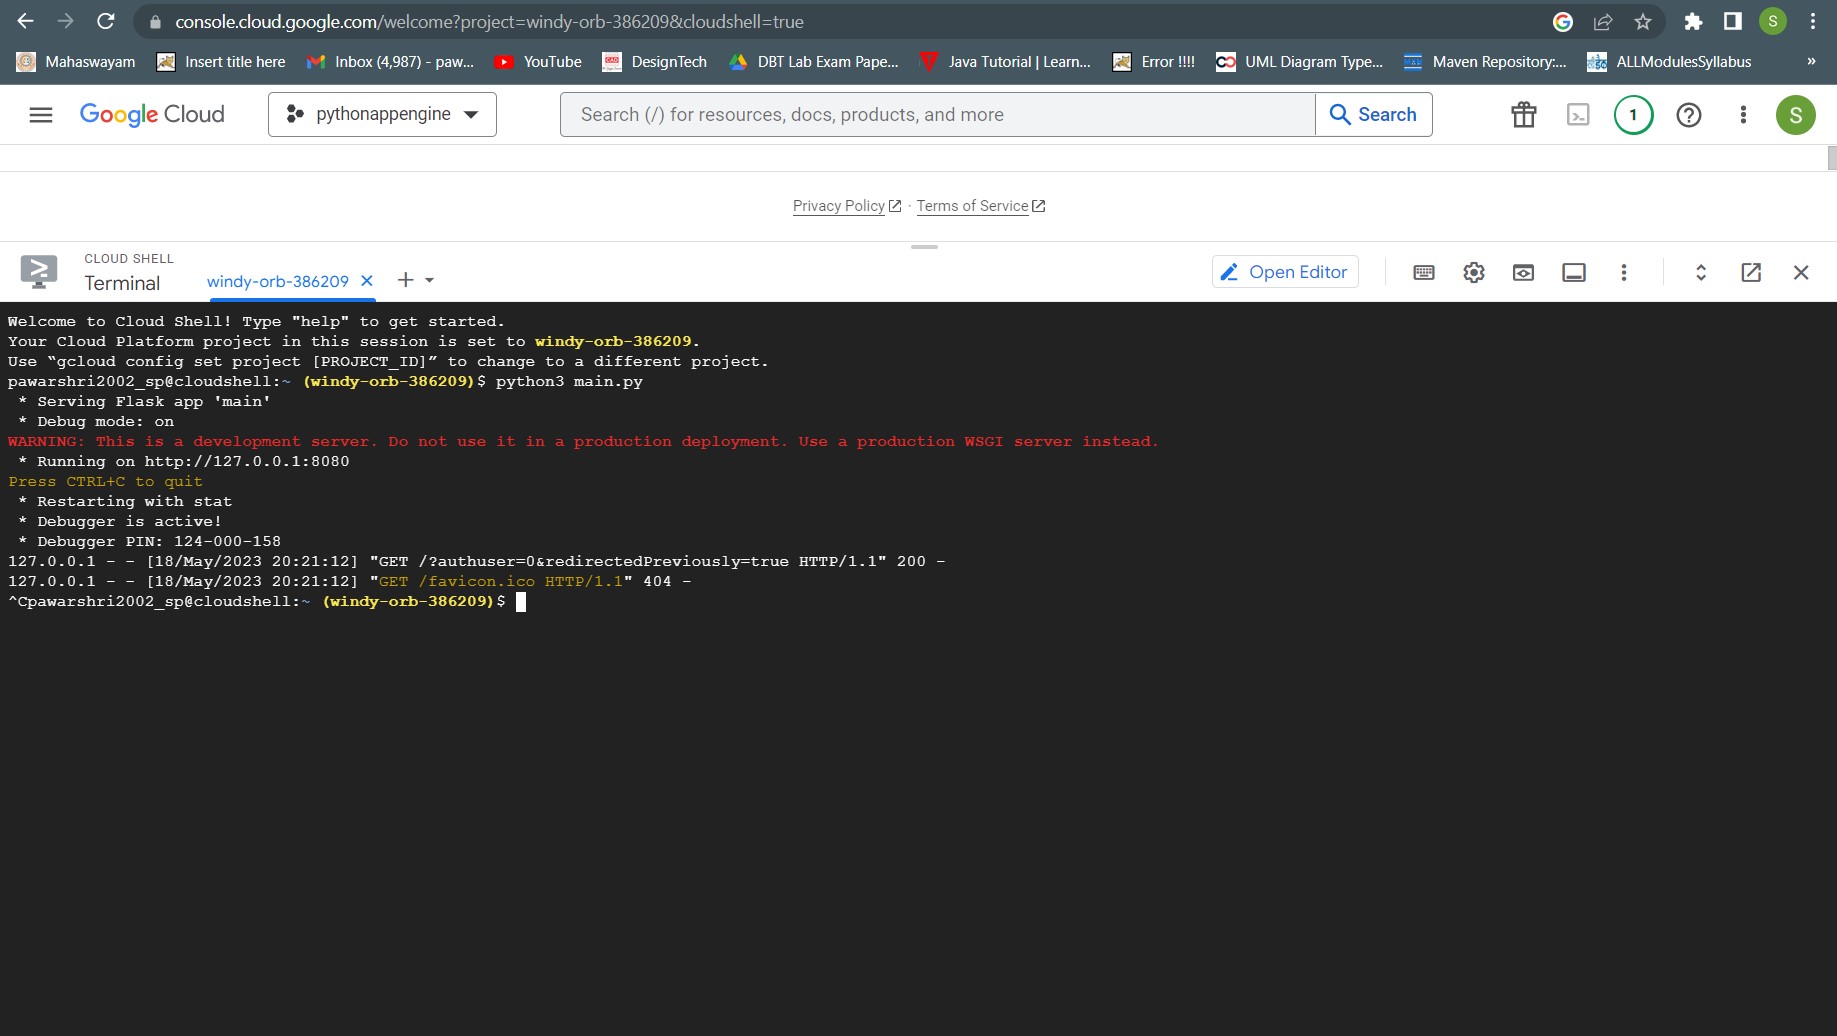 console.cloud.google.com/welcome?project=windy-orb-386209&cloudshell=true
S
Mahaswayam Insert title here Inbox (4,987) - paw... YouTube DesignTech DBT Lab Exam Pape... Java Tutorial | Learn... Error !!!! UML Diagram Type... Maven Repository:... ALLModulesSyllabus »
Google Cloud pythonappengine Search (/) for resources, docs, products, and more Search 1 S
Privacy Policy · Terms of Service
CLOUD SHELL
Terminal windy-orb-386209 Open Editor
Welcome to Cloud Shell! Type "help" to get started.
Your Cloud Platform project in this session is set to windy-orb-386209.
Use “gcloud config set project [PROJECT_ID]” to change to a different project.
pawarshri2002_sp@cloudshell:~ (windy-orb-386209)$ python3 main.py
 * Serving Flask app 'main'
 * Debug mode: on
WARNING: This is a development server. Do not use it in a production deployment. Use a production WSGI server instead.
 * Running on http://127.0.0.1:8080
Press CTRL+C to quit
 * Restarting with stat
 * Debugger is active!
 * Debugger PIN: 124-000-158
127.0.0.1 - - [18/May/2023 20:21:12] "GET /?authuser=0&redirectedPreviously=true HTTP/1.1" 200 -
127.0.0.1 - - [18/May/2023 20:21:12] "GET /favicon.ico HTTP/1.1" 404 -
^Cpawarshri2002_sp@cloudshell:~ (windy-orb-386209)$